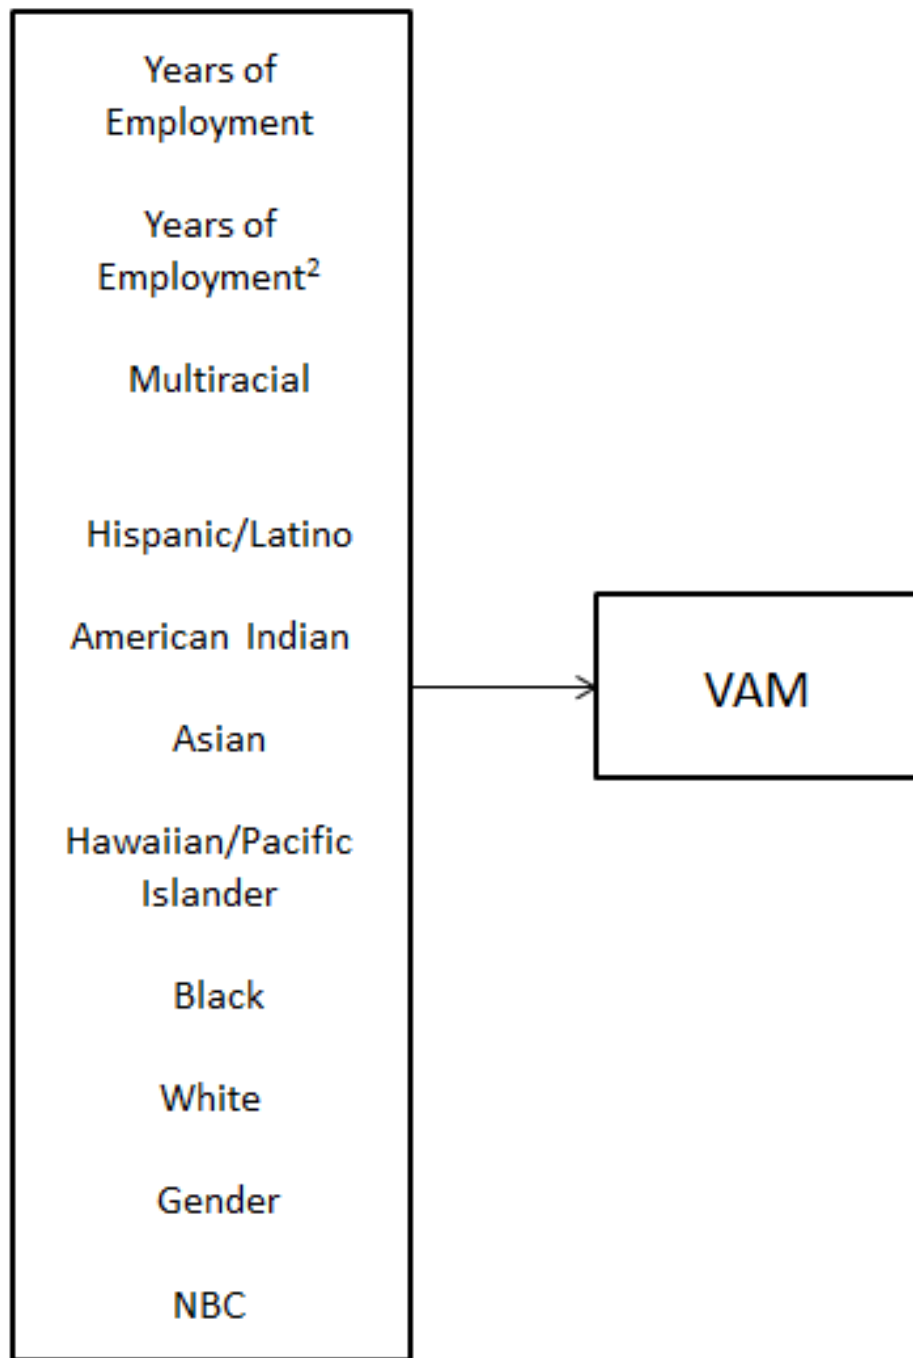 Years of
Employment
Years of
Employment²
Multiracial
Hispanic/Latino
American Indian
Asian
Hawaiian/Pacific
Islander
Black
White
Gender
NBC
VAM